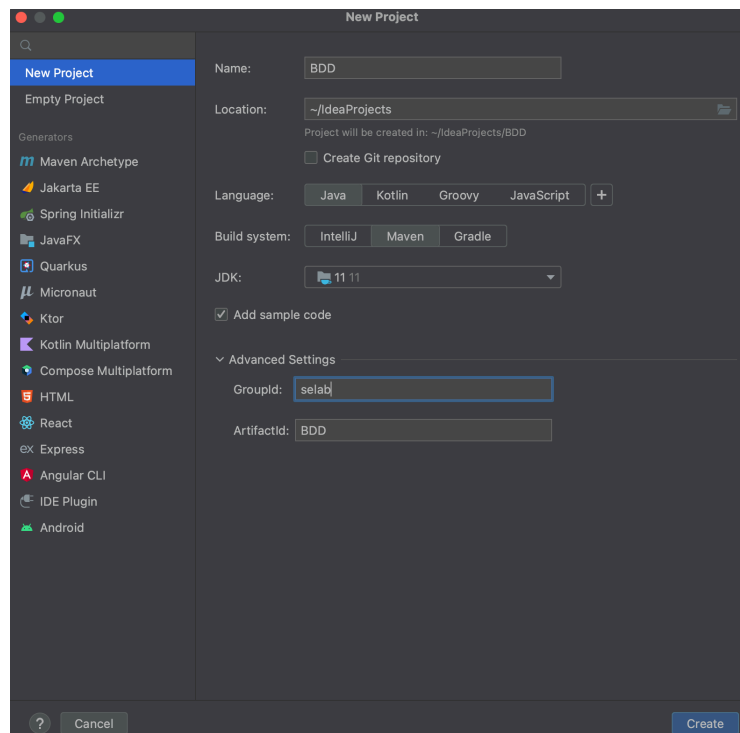 New Project
New Project
Empty Project
Generators
Maven Archetype
Jakarta EE
Spring Initializr
JavaFX
Quarkus
Micronaut
Ktor
Kotlin Multiplatform
Compose Multiplatform
HTML
React
ex Express
Angular CLI
IDE Plugin
Android
Name: BDD
Location: ~/IdeaProjects
Project will be created in: ~/IdeaProjects/BDD
Create Git repository
Language: Java Kotlin Groovy JavaScript +
Build system: IntelliJ Maven Gradle
JDK: 11 11
Add sample code
Advanced Settings
GroupId: selab
ArtifactId: BDD
? Cancel Create